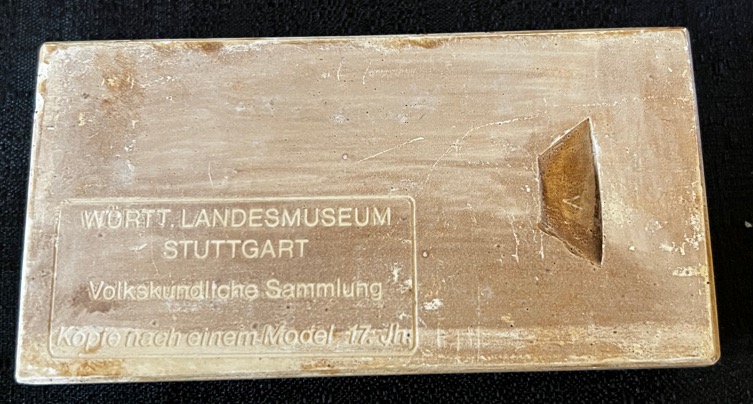 WÜRTT. LANDESMUSEUM
STUTTGART
Volkskundliche Sammlung
Kopie nach einem Model, 17. Jh.